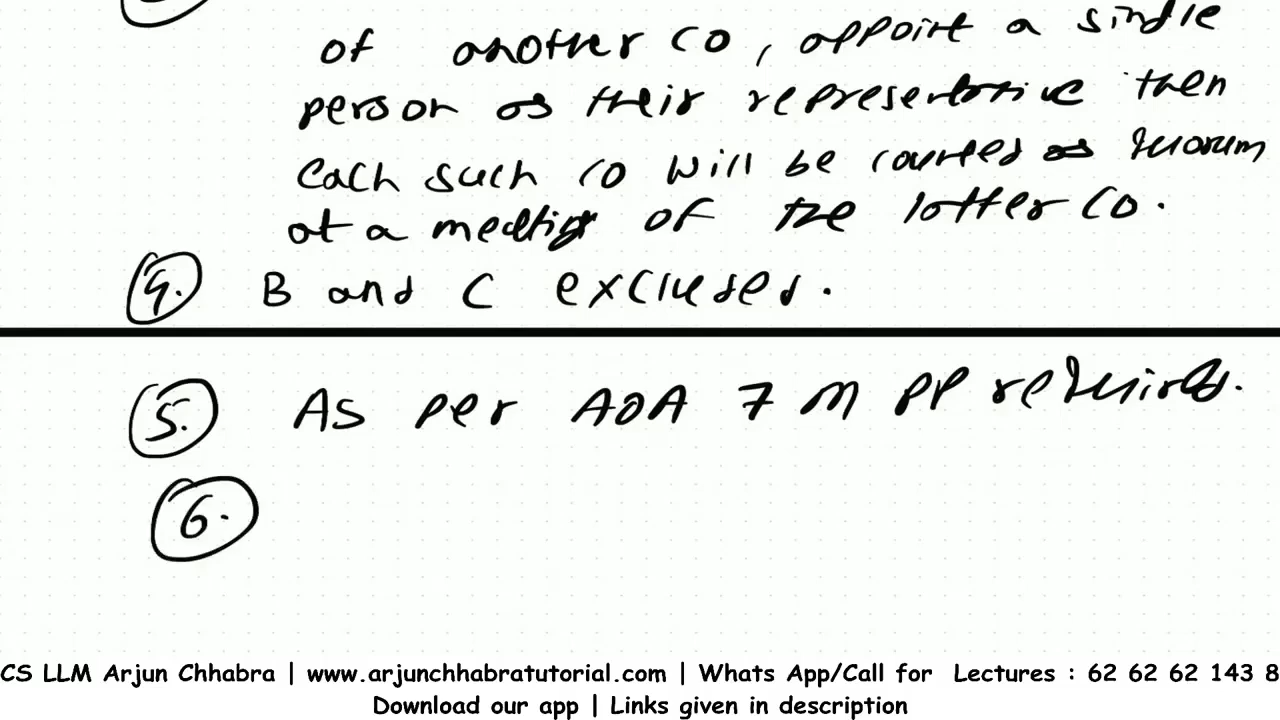 of another co, appoint a single
person as their representative then
Each such co will be counted as quorum
at a meeting of the latter co.
4. B and C excluded.
5. As per AOA 7 M PP required.
6.
CS LLM Arjun Chhabra | www.arjunchhabratutorial.com | Whats App/Call for Lectures : 62 62 62 143 8
Download our app | Links given in description